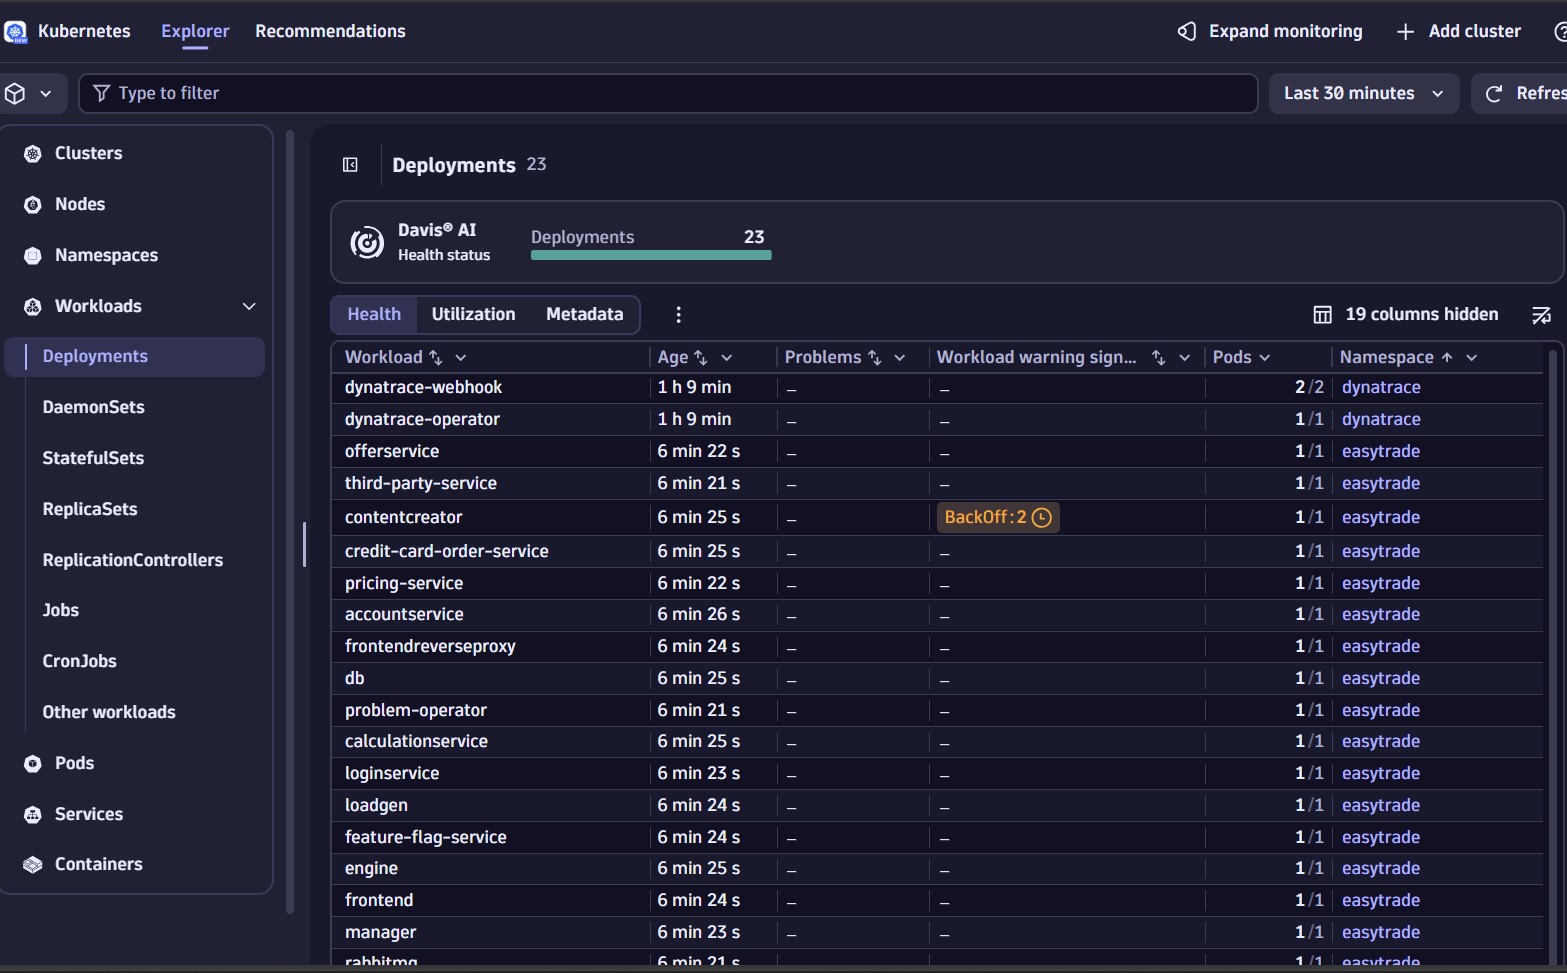 Kubernetes Explorer Recommendations Expand monitoring Add cluster
Type to filter Last 30 minutes
Clusters
Nodes
Namespaces
Workloads
Deployments
DaemonSets
StatefulSets
ReplicaSets
ReplicationControllers
Jobs
CronJobs
Other workloads
Pods
Services
Containers
Deployments 23
Davis® AI
Health status
Deployments 23
Health Utilization Metadata 19 columns hidden
Workload Age Problems Workload warning sign... Pods Namespace
dynatrace-webhook 1 h 9 min – – 2/2 dynatrace
dynatrace-operator 1 h 9 min – – 1/1 dynatrace
offerservice 6 min 22 s – – 1/1 easytrade
third-party-service 6 min 21 s – – 1/1 easytrade
contentcreator 6 min 25 s – BackOff:2 1/1 easytrade
credit-card-order-service 6 min 25 s – – 1/1 easytrade
pricing-service 6 min 22 s – – 1/1 easytrade
accountservice 6 min 26 s – – 1/1 easytrade
frontendreverseproxy 6 min 24 s – – 1/1 easytrade
db 6 min 25 s – – 1/1 easytrade
problem-operator 6 min 21 s – – 1/1 easytrade
calculationservice 6 min 25 s – – 1/1 easytrade
loginservice 6 min 23 s – – 1/1 easytrade
loadgen 6 min 24 s – – 1/1 easytrade
feature-flag-service 6 min 24 s – – 1/1 easytrade
engine 6 min 25 s – – 1/1 easytrade
frontend 6 min 24 s – – 1/1 easytrade
manager 6 min 23 s – – 1/1 easytrade
rabbitmq 6 min 21 s – – 1/1 easytrade